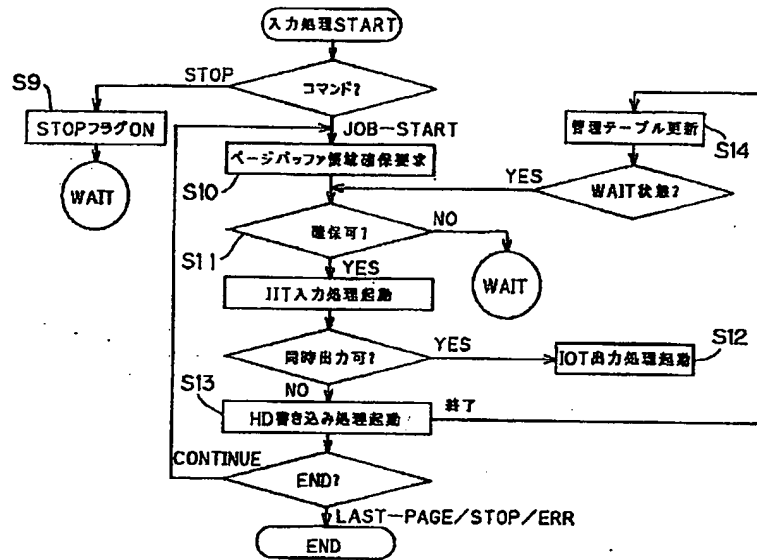 入力処理START
コマンド?
STOP
S9
STOPフラグON
WAIT
JOB-START
ページバッファ領域確保要求
S10
管理テーブル更新
S14
WAIT状態?
YES
確保可?
S11
NO
WAIT
YES
IIT入力処理起動
同時出力可?
YES
IOT出力処理起動
S12
NO
S13
HD書き込み処理起動
終了
CONTINUE
END?
LAST-PAGE/STOP/ERR
END